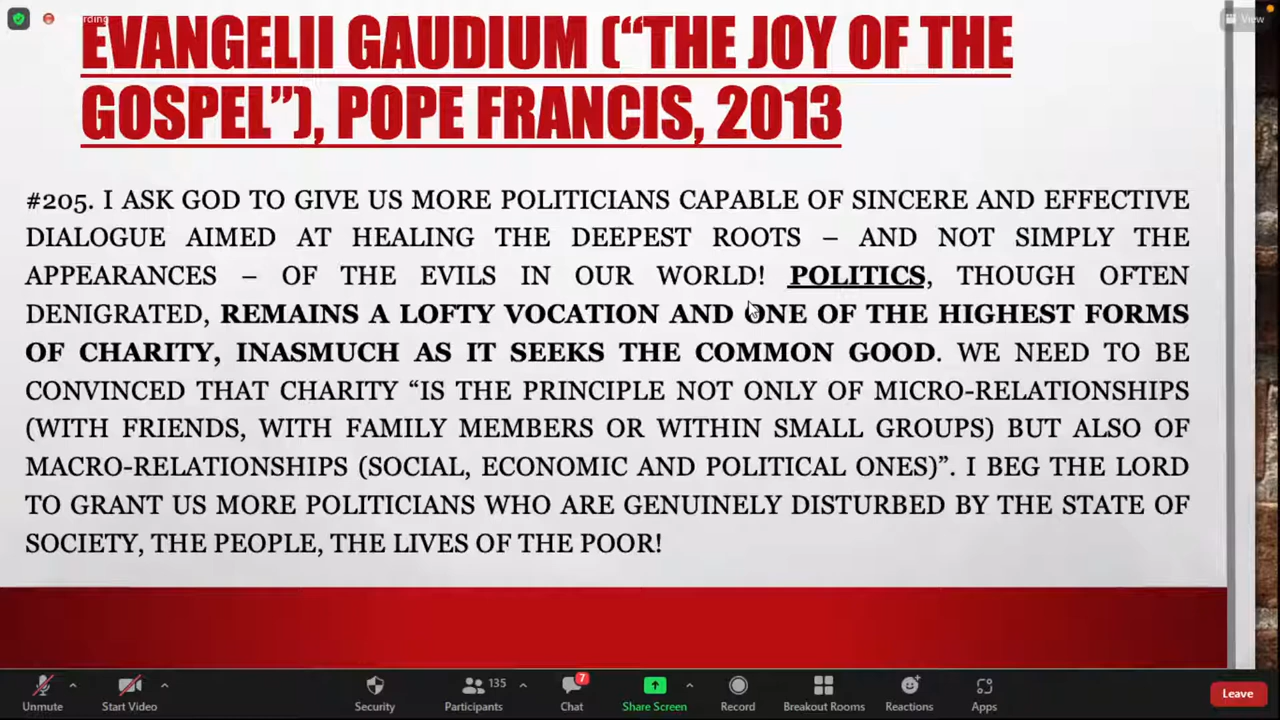 Recording
View
EVANGELII GAUDIUM (“THE JOY OF THE
GOSPEL”), POPE FRANCIS, 2013
#205. I ASK GOD TO GIVE US MORE POLITICIANS CAPABLE OF SINCERE AND EFFECTIVE
DIALOGUE AIMED AT HEALING THE DEEPEST ROOTS – AND NOT SIMPLY THE
APPEARANCES – OF THE EVILS IN OUR WORLD! POLITICS, THOUGH OFTEN
DENIGRATED, REMAINS A LOFTY VOCATION AND ONE OF THE HIGHEST FORMS
OF CHARITY, INASMUCH AS IT SEEKS THE COMMON GOOD. WE NEED TO BE
CONVINCED THAT CHARITY “IS THE PRINCIPLE NOT ONLY OF MICRO-RELATIONSHIPS
(WITH FRIENDS, WITH FAMILY MEMBERS OR WITHIN SMALL GROUPS) BUT ALSO OF
MACRO-RELATIONSHIPS (SOCIAL, ECONOMIC AND POLITICAL ONES)”. I BEG THE LORD
TO GRANT US MORE POLITICIANS WHO ARE GENUINELY DISTURBED BY THE STATE OF
SOCIETY, THE PEOPLE, THE LIVES OF THE POOR!
135 7
Unmute Start Video Security Participants Chat Share Screen Record Breakout Rooms Reactions Apps Leave